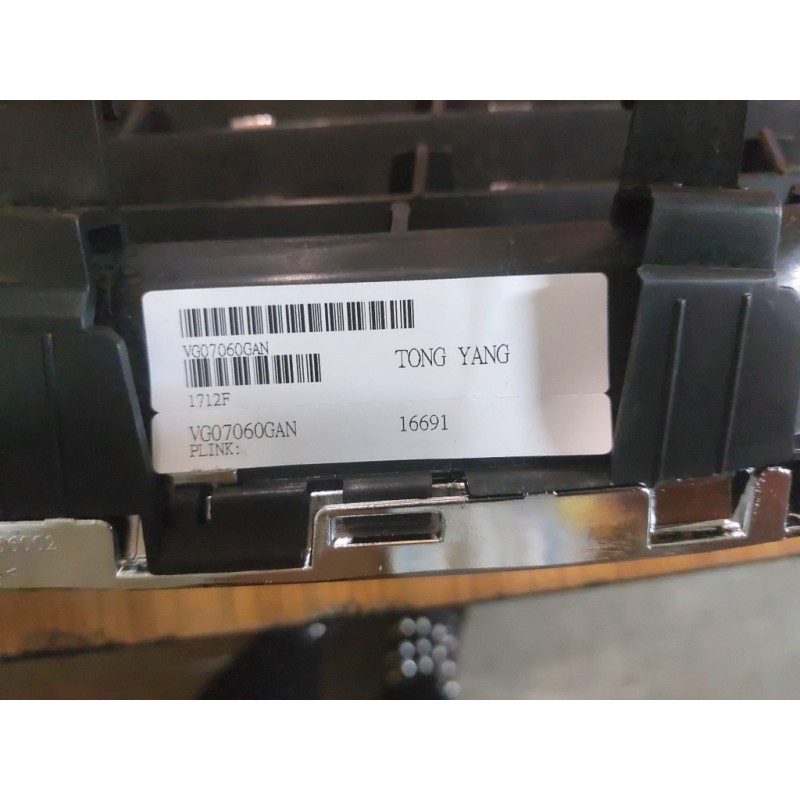 VG07060GAN
TONG YANG
1712F
VG07060GAN 16691
PLINK: